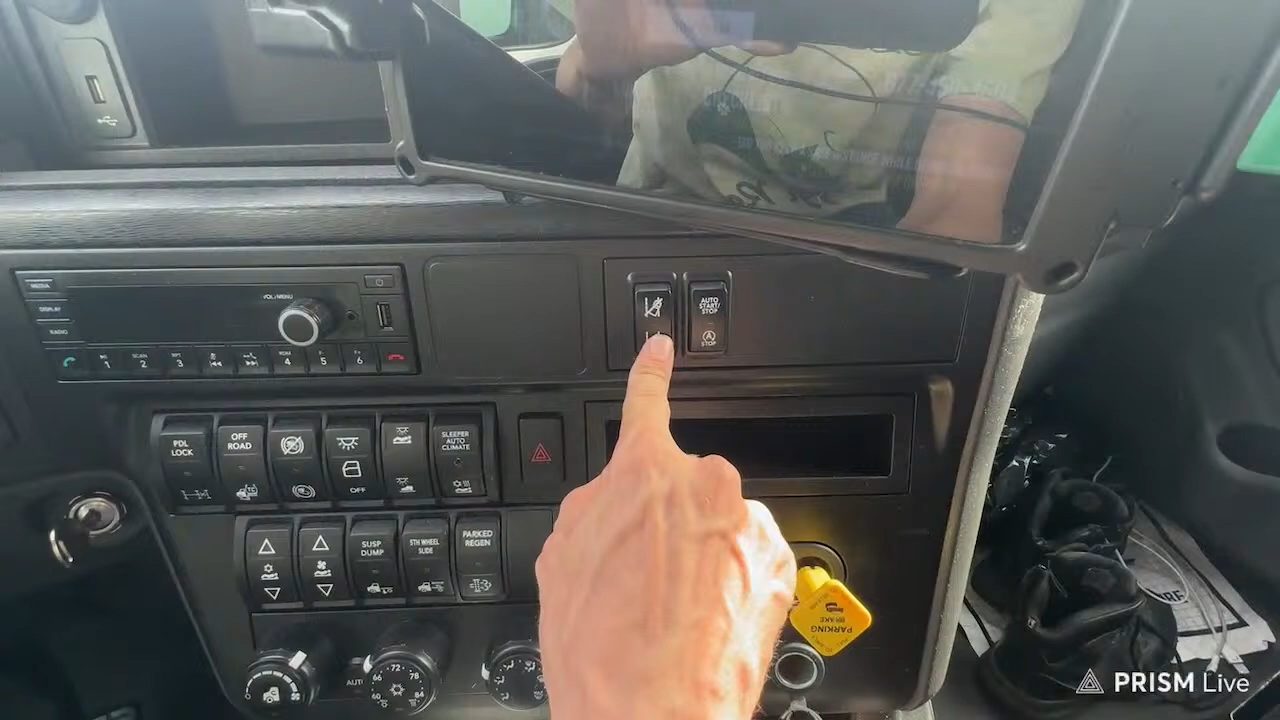 MEDIA
VOL/MENU
DISPLAY
RADIO
1
SCAN
2
RPT
3
RDM
4
5
6
AUTO
START/
STOP
STOP
PDL
LOCK
OFF
ROAD
OFF
SLEEPER
AUTO
CLIMATE
SUSP
DUMP
5TH WHEEL
SLIDE
PARKED
REGEN
PARKING
BRAKE
AUTO
66
72
78
60
84
PRISM Live